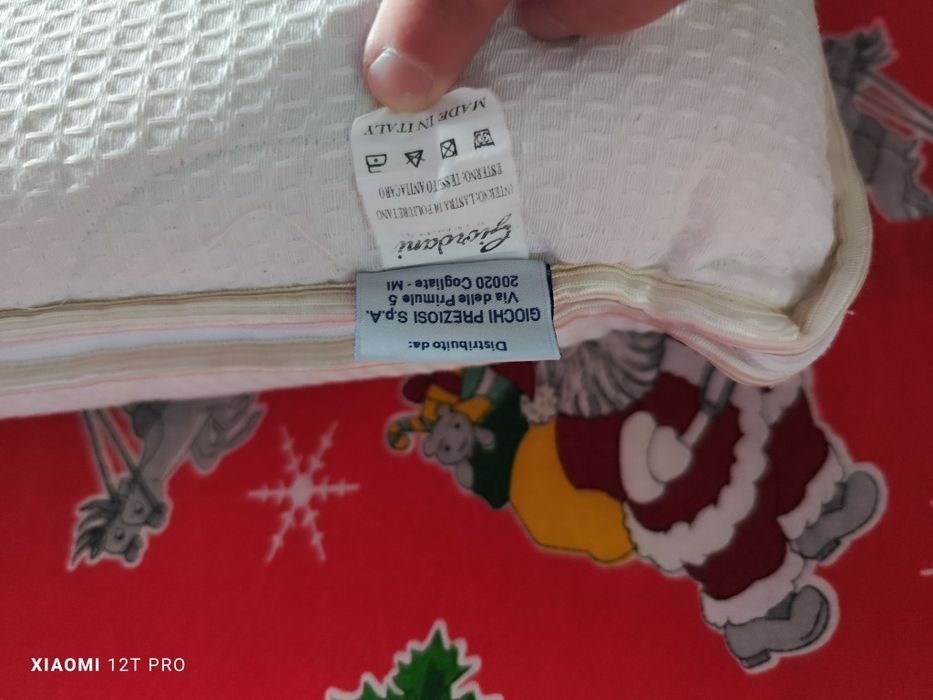 Giordani
INTERNO: LASTRA DI POLIURETANO
ESTERNO: TESSUTO ANTIACARO
MADE IN ITALY
Distribuito da:
GIOCHI PREZIOSI S.p.A.
Via delle Primule 5
20020 Cogliate - MI
XIAOMI 12T PRO